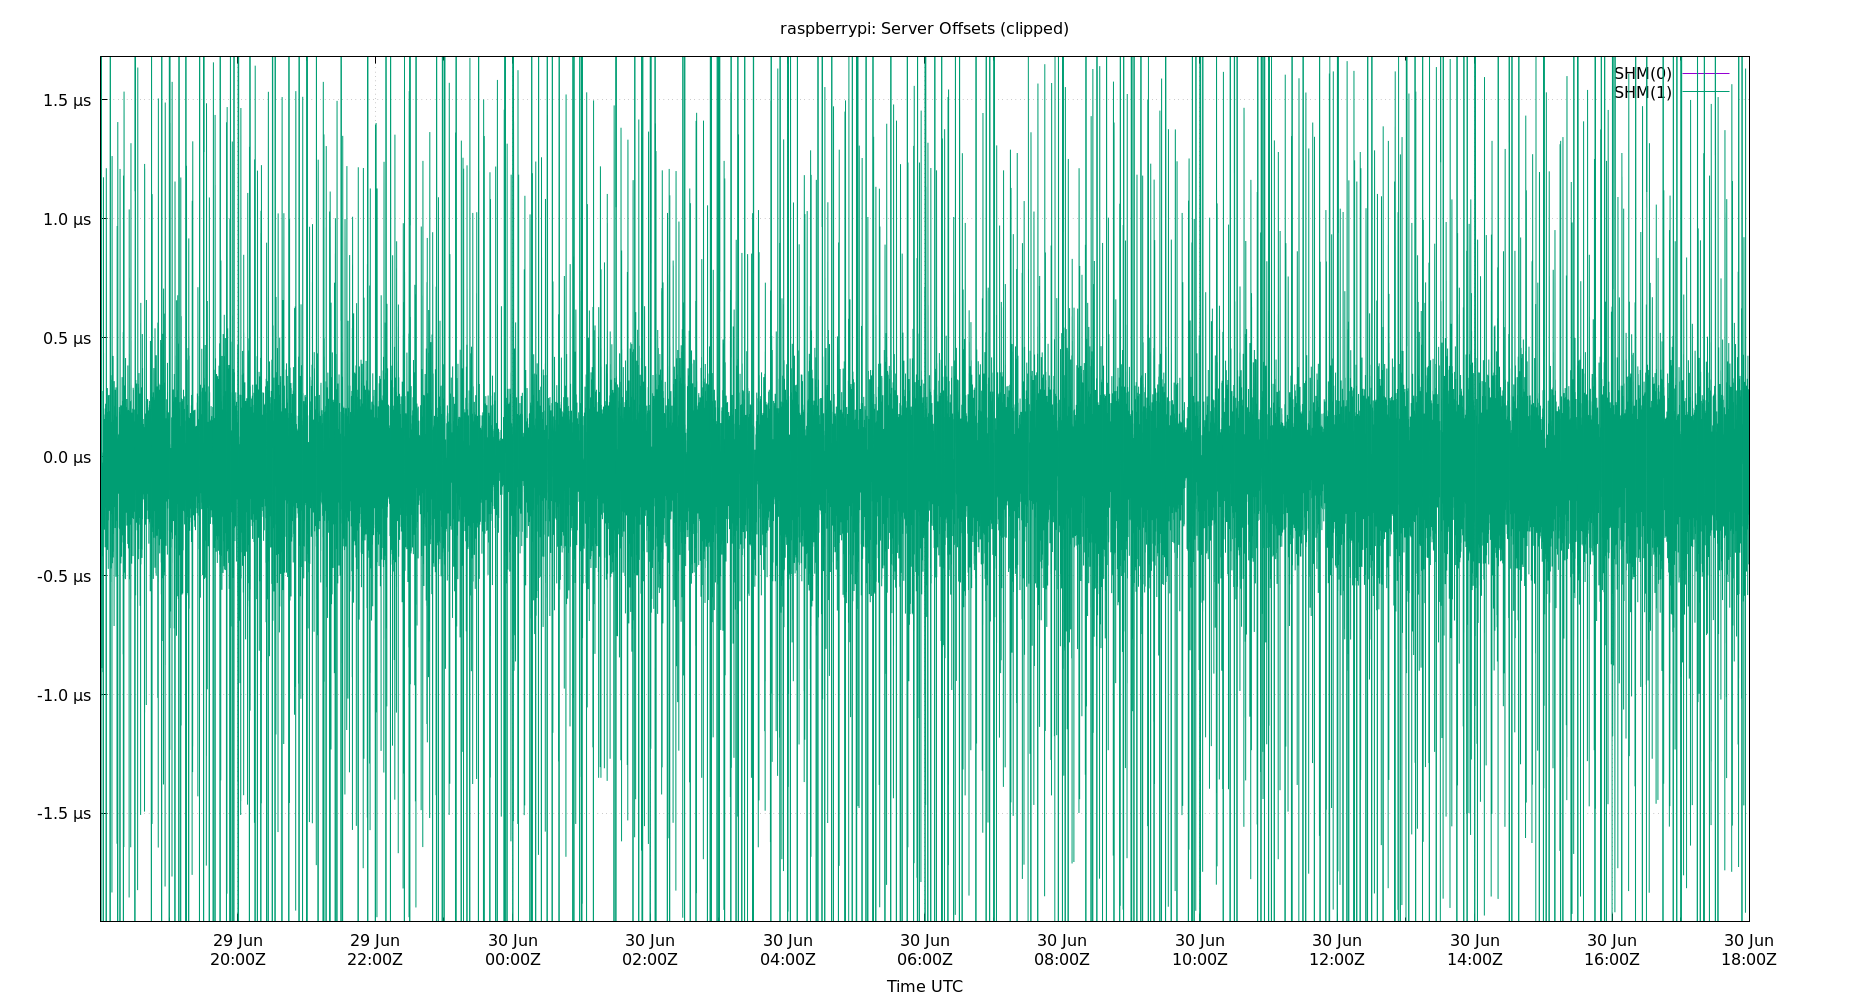 raspberrypi: Server Offsets (clipped)
SHM(0)
SHM(1)
1.5 µs
1.0 µs
0.5 µs
0.0 µs
-0.5 µs
-1.0 µs
-1.5 µs
29 Jun 29 Jun 30 Jun 30 Jun 30 Jun 30 Jun 30 Jun 30 Jun 30 Jun 30 Jun 30 Jun 30 Jun
20:00Z 22:00Z 00:00Z 02:00Z 04:00Z 06:00Z 08:00Z 10:00Z 12:00Z 14:00Z 16:00Z 18:00Z
Time UTC